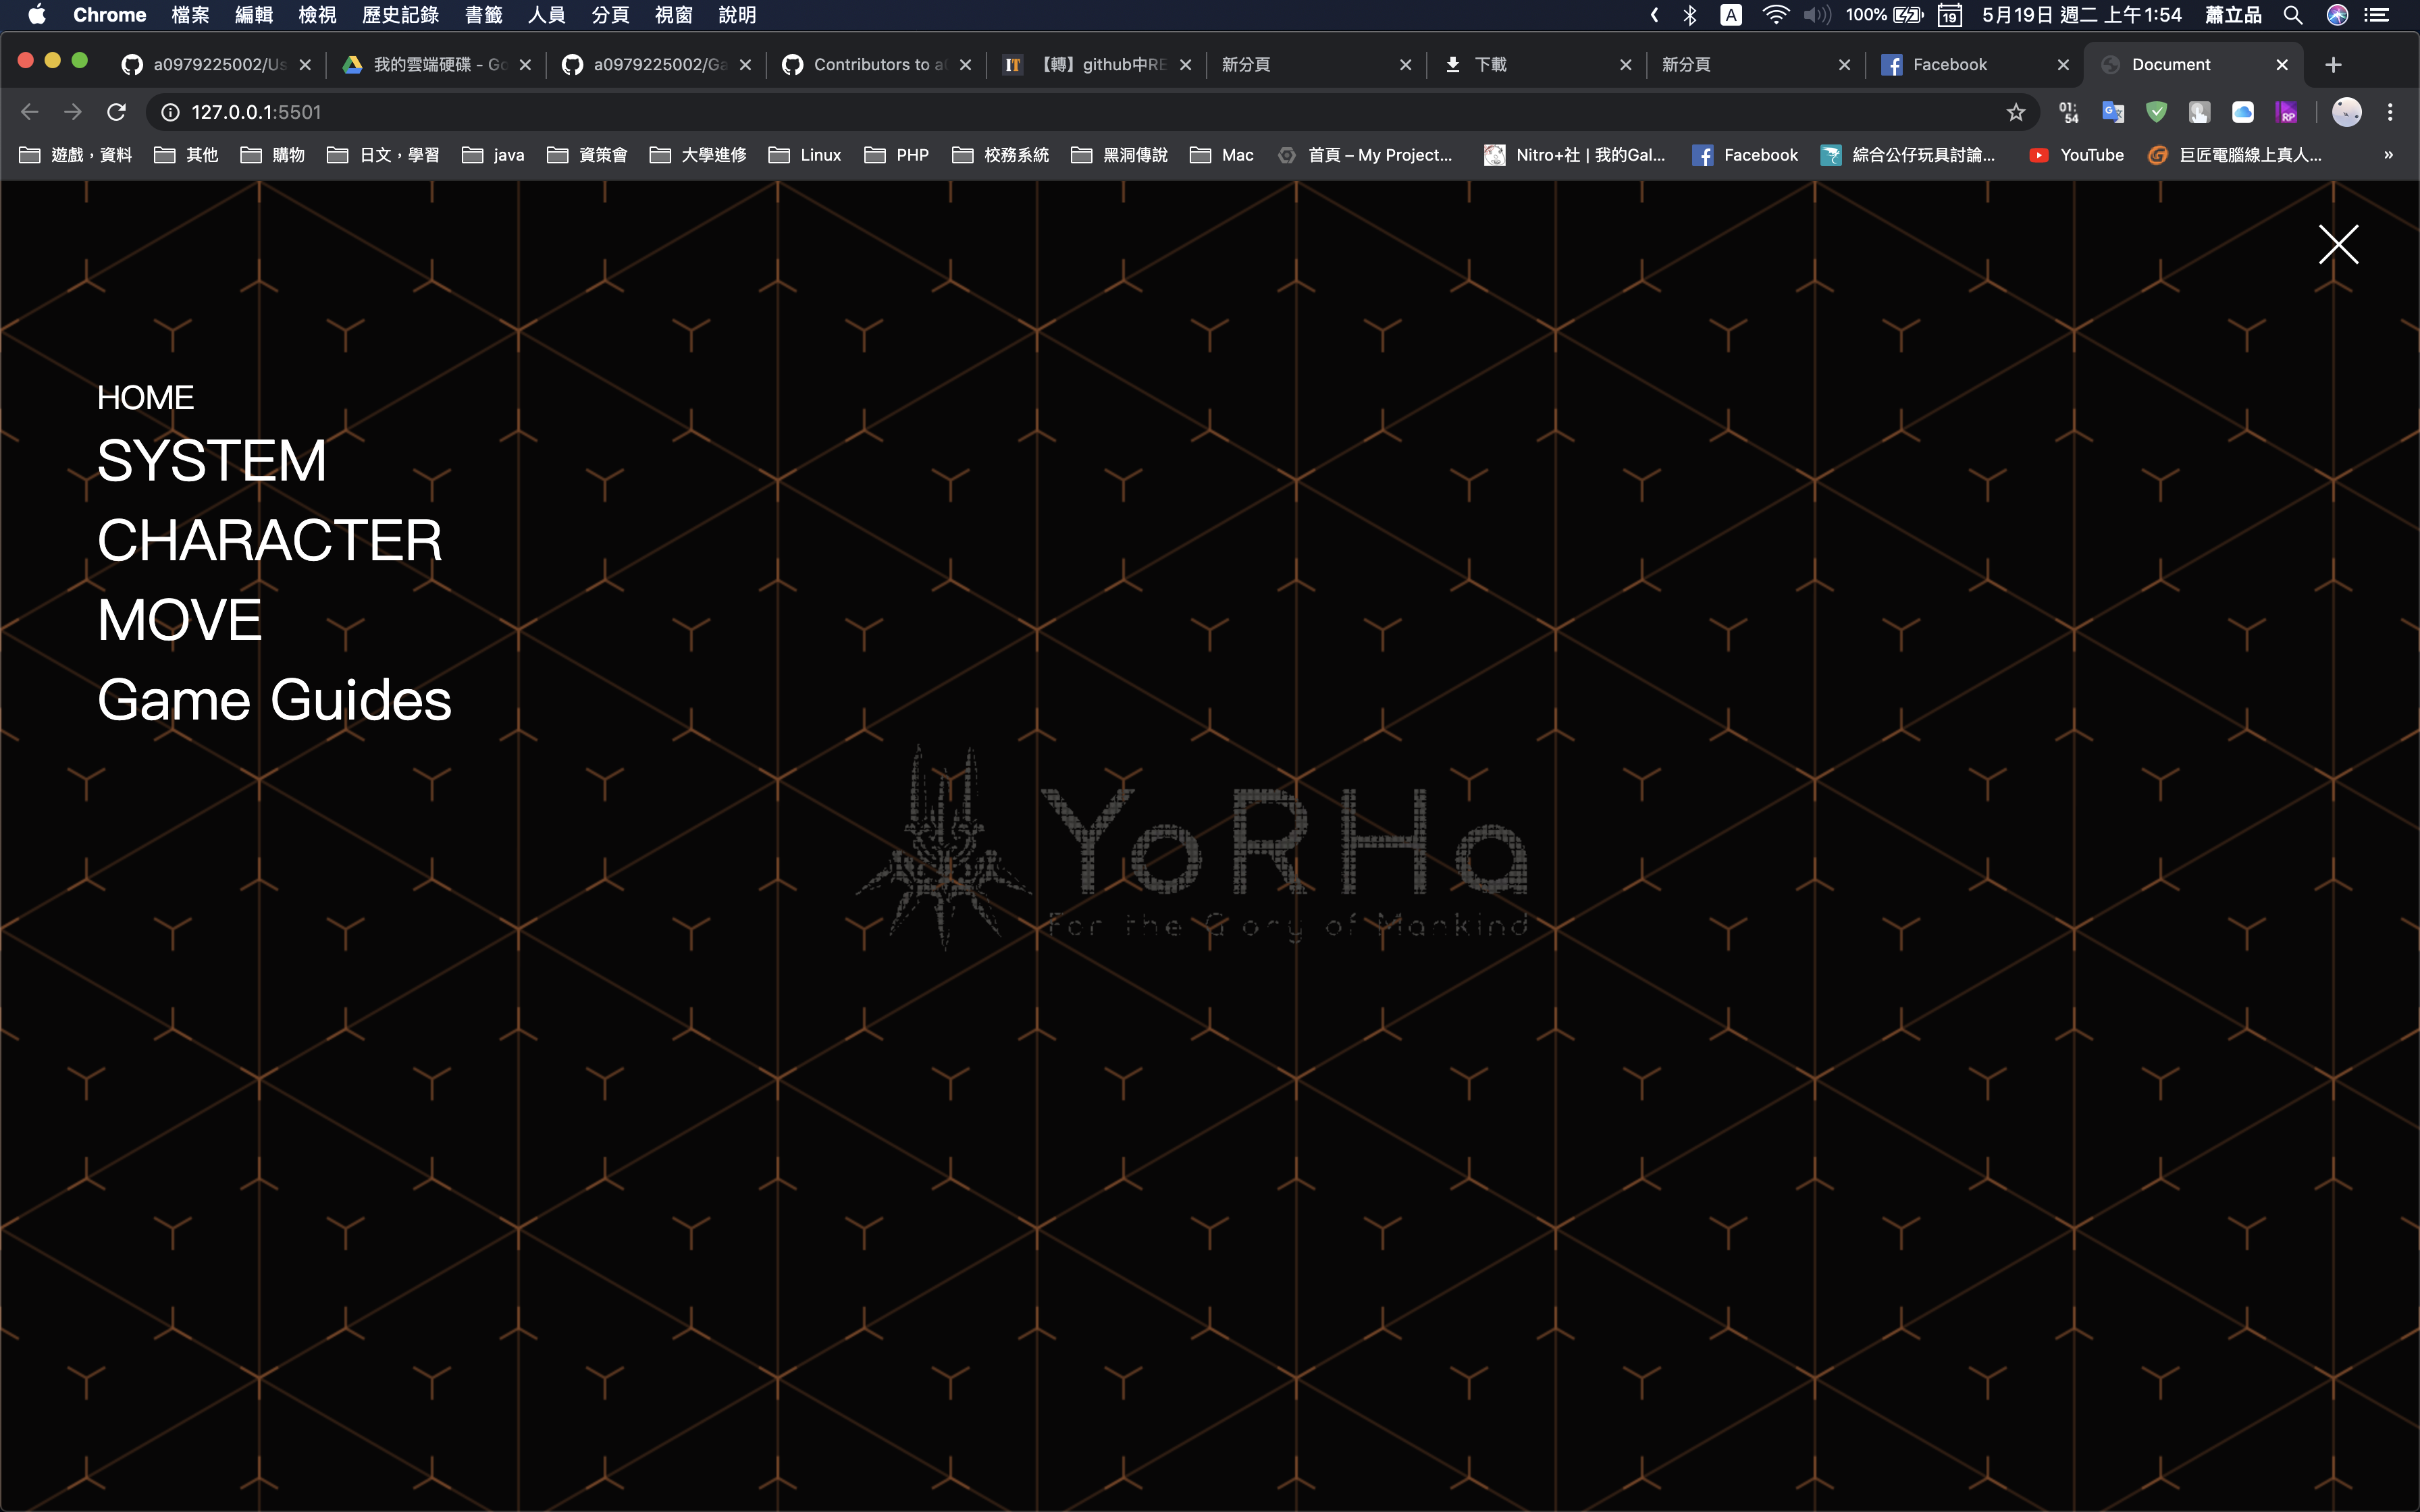 Chrome 檔案 編輯 檢視 歷史記錄 書籤 人員 分頁 視窗 說明 A 100% 19 5月19日 週二 上午1:54 蕭立品
a0979225002/Us 我的雲端硬碟 - Go a0979225002/Ga Contributors to a IT 【轉】github中RE 新分頁 下載 新分頁 Facebook Document
127.0.0.1:5501 01:54 RP
遊戲，資料 其他 購物 日文，學習 java 資策會 大學進修 Linux PHP 校務系統 黑洞傳說 Mac 首頁 – My Project... Nitro+社 | 我的Gal... Facebook 綜合公仔玩具討論... YouTube 巨匠電腦線上真人... »
HOME
SYSTEM
CHARACTER
MOVE
Game Guides
YoRHa
For the Glory of Mankind